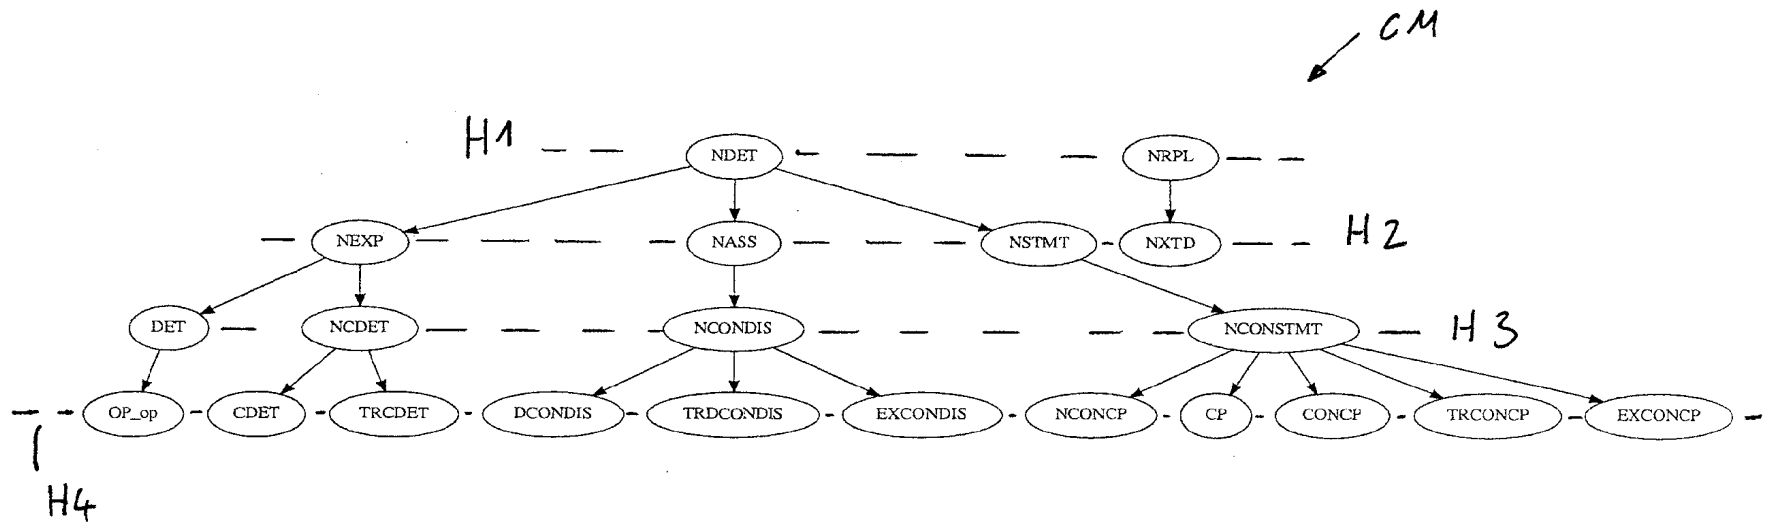 CM
H1 NDET NRPL
NEXP NASS NSTMT NXTD H2
DET NCDET NCONDIS NCONSTMT H3
OP_op CDET TRCDET DCONDIS TRDCONDIS EXCONDIS NCONCP CP CONCP TRCONCP EXCONCP
H4